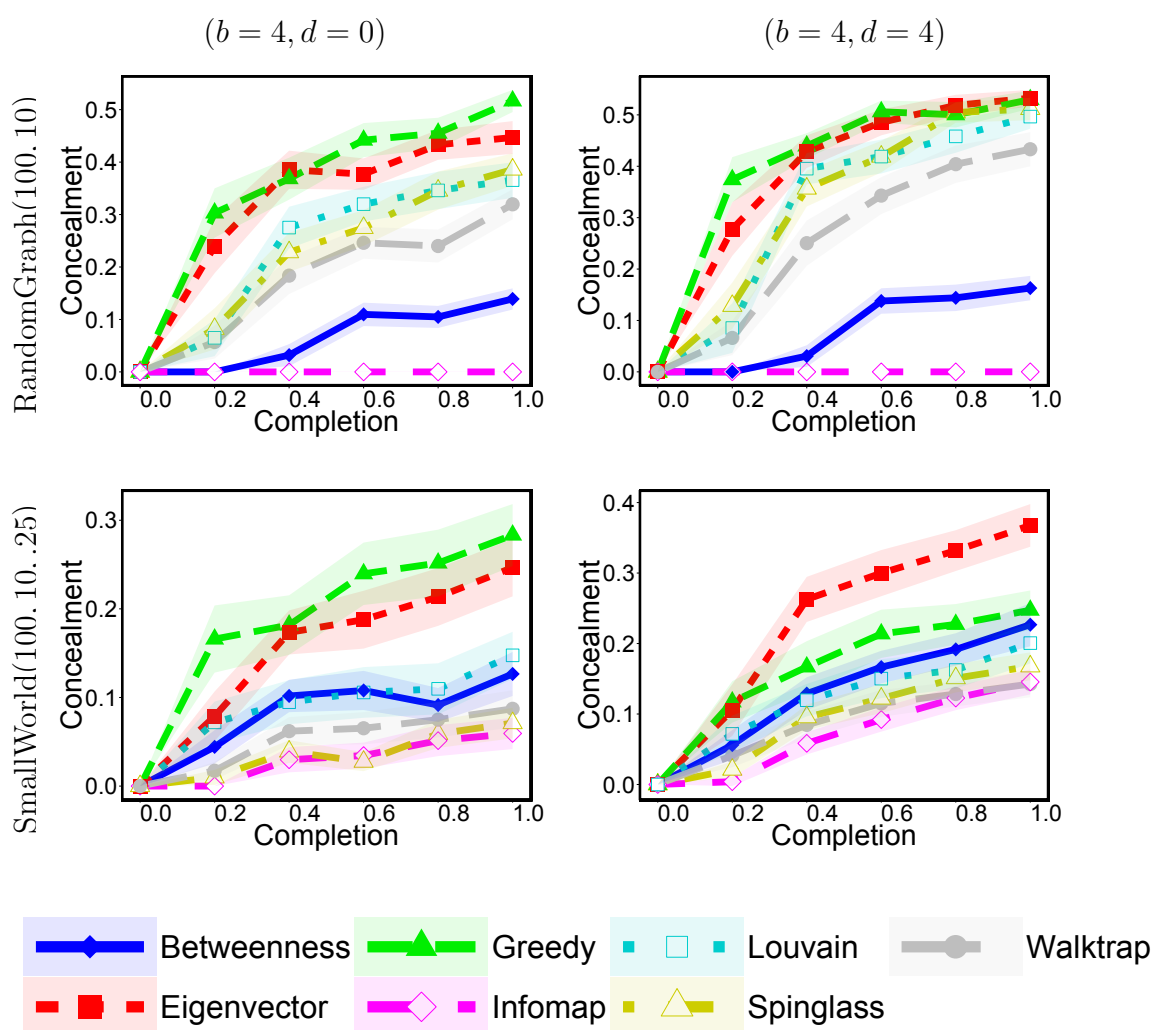 (b = 4, d = 0)
(b = 4, d = 4)
RandomGraph(100, 10)
Concealment
0.5
0.4
0.3
0.2
0.1
0.0
0.0 0.2 0.4 0.6 0.8 1.0
Completion
Concealment
0.5
0.4
0.3
0.2
0.1
0.0
0.0 0.2 0.4 0.6 0.8 1.0
Completion
SmallWorld(100, 10, .25)
Concealment
0.3
0.2
0.1
0.0
0.0 0.2 0.4 0.6 0.8 1.0
Completion
Concealment
0.4
0.3
0.2
0.1
0.0
0.0 0.2 0.4 0.6 0.8 1.0
Completion
Betweenness Greedy Louvain Walktrap
Eigenvector Infomap Spinglass